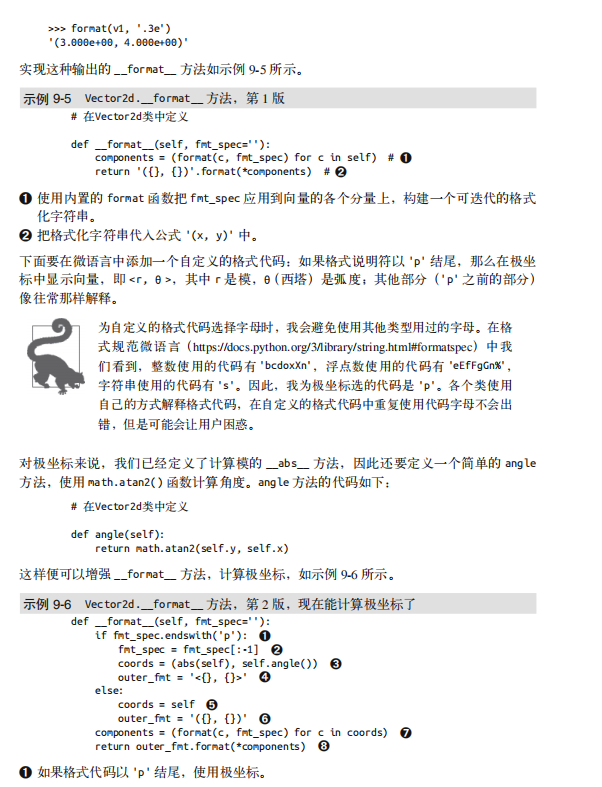 >>> format(v1, '.3e')
'(3.000e+00, 4.000e+00)'
实现这种输出的 __format__ 方法如示例 9-5 所示。
示例 9-5 Vector2d.__format__ 方法，第 1 版
# 在Vector2d类中定义
def __format__(self, fmt_spec=''):
components = (format(c, fmt_spec) for c in self) # ❶
return '({}, {})'.format(*components) # ❷
❶ 使用内置的 format 函数把 fmt_spec 应用到向量的各个分量上，构建一个可迭代的格式
化字符串。
❷ 把格式化字符串代入公式 '(x, y)' 中。
下面要在微语言中添加一个自定义的格式代码：如果格式说明符以 'p' 结尾，那么在极坐
标中显示向量，即 <r, θ >，其中 r 是模，θ（西塔）是弧度；其他部分（'p' 之前的部分）
像往常那样解释。
为自定义的格式代码选择字母时，我会避免使用其他类型用过的字母。在格
式规范微语言（https://docs.python.org/3/library/string.html#formatspec）中我
们看到，整数使用的代码有 'bcdoxXn'，浮点数使用的代码有 'eEfFgGn%'，
字符串使用的代码有 's'。因此，我为极坐标选的代码是 'p'。各个类使用
自己的方式解释格式代码，在自定义的格式代码中重复使用代码字母不会出
错，但是可能会让用户困惑。
对极坐标来说，我们已经定义了计算模的 __abs__ 方法，因此还要定义一个简单的 angle
方法，使用 math.atan2() 函数计算角度。angle 方法的代码如下：
# 在Vector2d类中定义
def angle(self):
return math.atan2(self.y, self.x)
这样便可以增强 __format__ 方法，计算极坐标，如示例 9-6 所示。
示例 9-6 Vector2d.__format__ 方法，第 2 版，现在能计算极坐标了
def __format__(self, fmt_spec=''):
if fmt_spec.endswith('p'): ❶
fmt_spec = fmt_spec[:-1] ❷
coords = (abs(self), self.angle()) ❸
outer_fmt = '<{}, {}>' ❹
else:
coords = self ❺
outer_fmt = '({}, {})' ❻
components = (format(c, fmt_spec) for c in coords) ❼
return outer_fmt.format(*components) ❽
❶ 如果格式代码以 'p' 结尾，使用极坐标。